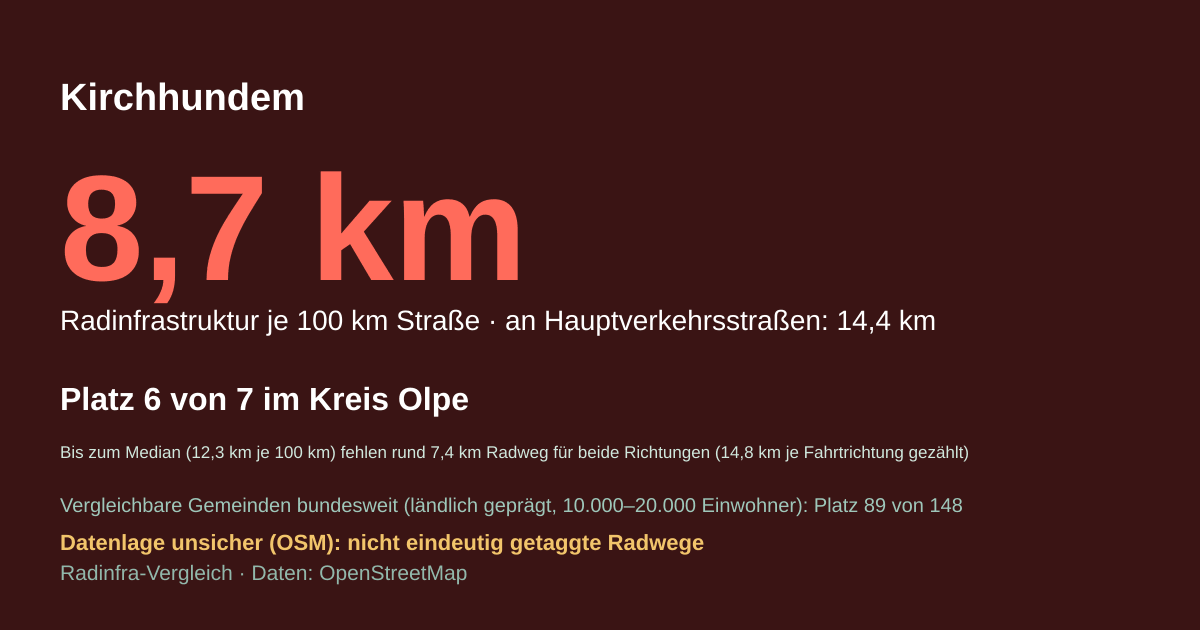 Kirchhundem
8,7 km
Radinfrastruktur je 100 km Straße · an Hauptverkehrsstraßen: 14,4 km
Platz 6 von 7 im Kreis Olpe
Bis zum Median (12,3 km je 100 km) fehlen rund 7,4 km Radweg für beide Richtungen (14,8 km je Fahrtrichtung gezählt)
Vergleichbare Gemeinden bundesweit (ländlich geprägt, 10.000–20.000 Einwohner): Platz 89 von 148
Datenlage unsicher (OSM): nicht eindeutig getaggte Radwege
Radinfra-Vergleich · Daten: OpenStreetMap